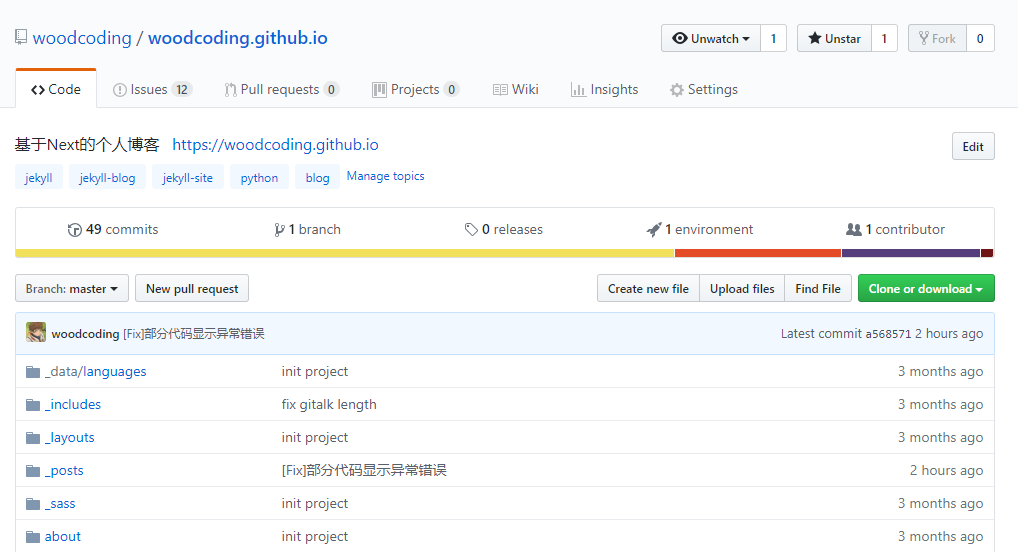 woodcoding / woodcoding.github.io Unwatch 1 Unstar 1 Fork 0
Code Issues 12 Pull requests 0 Projects 0 Wiki Insights Settings
基于Next的个人博客 https://woodcoding.github.io Edit
jekyll jekyll-blog jekyll-site python blog Manage topics
49 commits 1 branch 0 releases 1 environment 1 contributor
Branch: master New pull request Create new file Upload files Find File Clone or download
woodcoding [Fix]部分代码显示异常错误 Latest commit a568571 2 hours ago
_data/languages init project 3 months ago
_includes fix gitalk length 3 months ago
_layouts init project 3 months ago
_posts [Fix]部分代码显示异常错误 2 hours ago
_sass init project 3 months ago
about init project 3 months ago